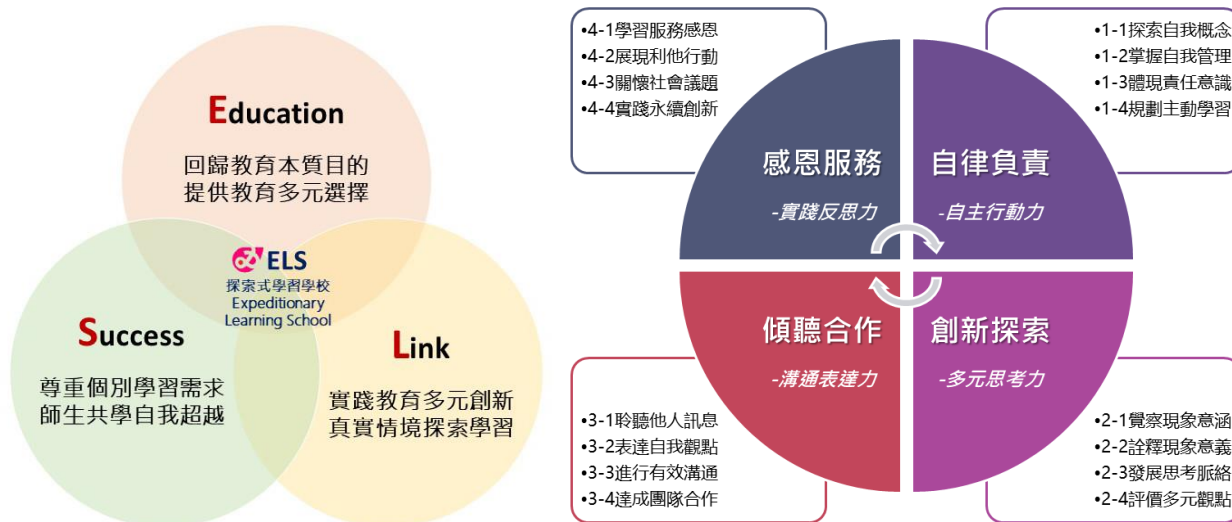 Education
回歸教育本質目的
提供教育多元選擇
ELS
探索式學習學校
Expeditionary
Learning School
Success
尊重個別學習需求
師生共學自我超越
Link
實踐教育多元創新
真實情境探索學習
•4-1學習服務感恩
•4-2展現利他行動
•4-3關懷社會議題
•4-4實踐永續創新
•1-1探索自我概念
•1-2掌握自我管理
•1-3體現責任意識
•1-4規劃主動學習
感恩服務
-實踐反思力
自律負責
-自主行動力
傾聽合作
-溝通表達力
創新探索
-多元思考力
•3-1聆聽他人訊息
•3-2表達自我觀點
•3-3進行有效溝通
•3-4達成團隊合作
•2-1覺察現象意涵
•2-2詮釋現象意義
•2-3發展思考脈絡
•2-4評價多元觀點